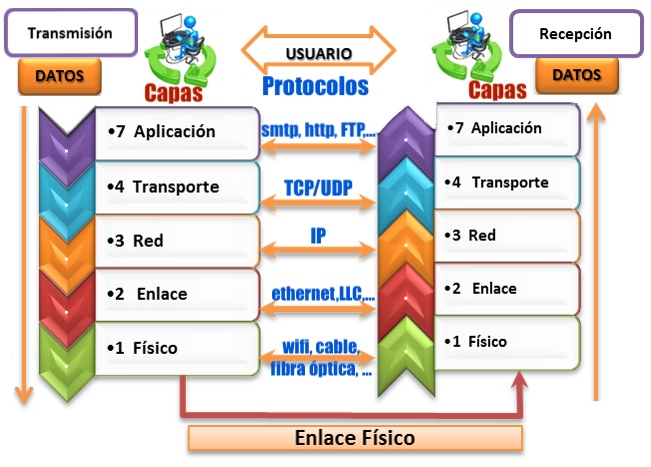 Transmisión
DATOS
Capas
USUARIO
Protocolos
Capas
Recepción
DATOS
•7 Aplicación
smtp, http, FTP,...
•7 Aplicación
•4 Transporte
TCP/UDP
•4 Transporte
•3 Red
IP
•3 Red
•2 Enlace
ethernet,LLC,...
•2 Enlace
•1 Físico
wifi, cable,
fibra óptica, ...
•1 Físico
Enlace Físico